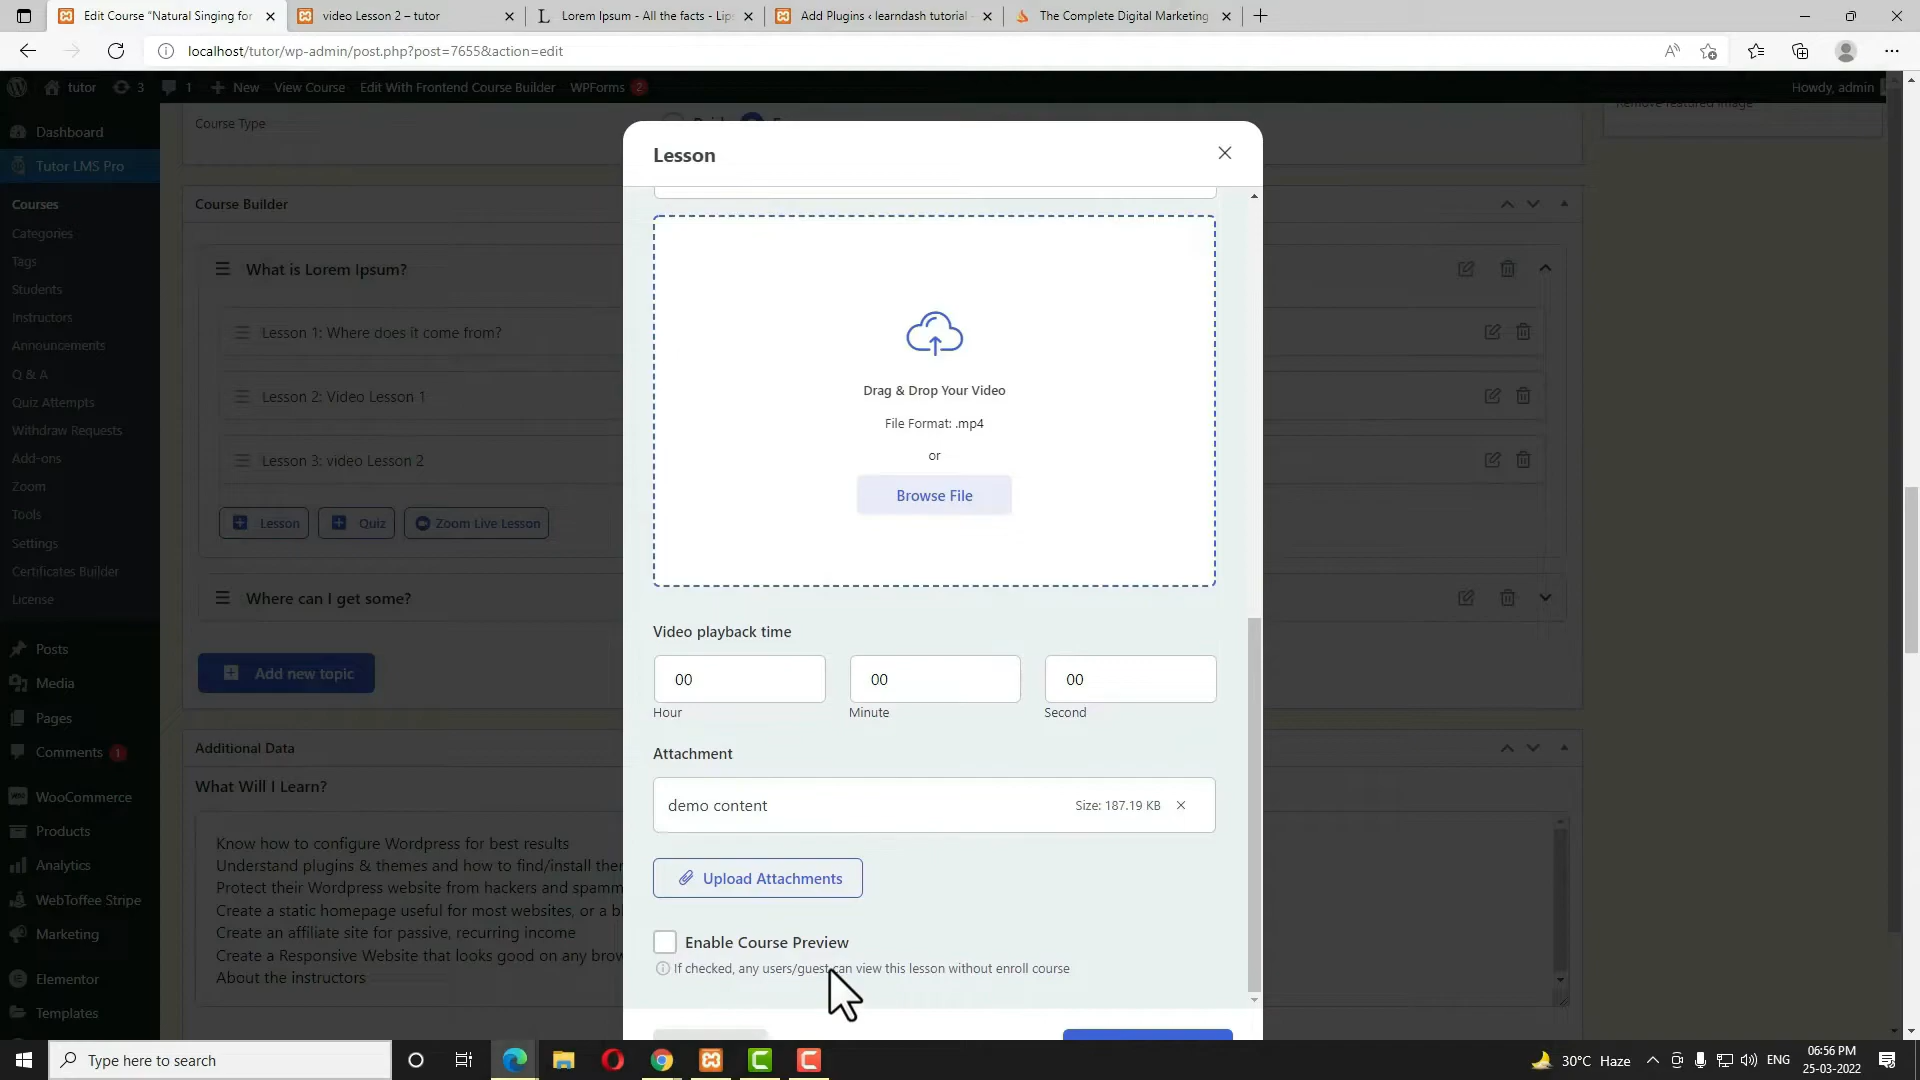 Edit Course “Natural Singing for
video Lesson 2 – tutor
Lorem Ipsum - All the facts - Lip
Add Plugins ‹ learndash tutorial
The Complete Digital Marketing
localhost/tutor/wp-admin/post.php?post=7655&action=edit
tutor
3
1
New
View Course
Edit With Frontend Course Builder
WPForms 2
Howdy, admin
Dashboard
Tutor LMS Pro
Courses
Categories
Tags
Students
Instructors
Announcements
Q & A
Quiz Attempts
Withdraw Requests
Add-ons
Zoom
Tools
Settings
Certificates Builder
License
Posts
Media
Pages
Comments 1
WooCommerce
Products
Analytics
WebToffee Stripe
Marketing
Elementor
Templates
Remove featured image
Course Type
Course Builder
What is Lorem Ipsum?
Lesson 1: Where does it come from?
Lesson 2: Video Lesson 1
Lesson 3: video Lesson 2
Lesson
Quiz
Zoom Live Lesson
Where can I get some?
Add new topic
Additional Data
What Will I Learn?
Know how to configure Wordpress for best results
Understand plugins & themes and how to find/install the
Protect their Wordpress website from hackers and spamm
Create a static homepage useful for most websites, or a b
Create an affiliate site for passive, recurring income
Create a Responsive Website that looks good on any brow
About the instructors
Lesson
Drag & Drop Your Video
File Format: .mp4
or
Browse File
Video playback time
00
00
00
Hour
Minute
Second
Attachment
demo content
Size: 187.19 KB
Upload Attachments
Enable Course Preview
If checked, any users/guest can view this lesson without enroll course
Type here to search
30°C Haze
ENG
06:56 PM
25-03-2022